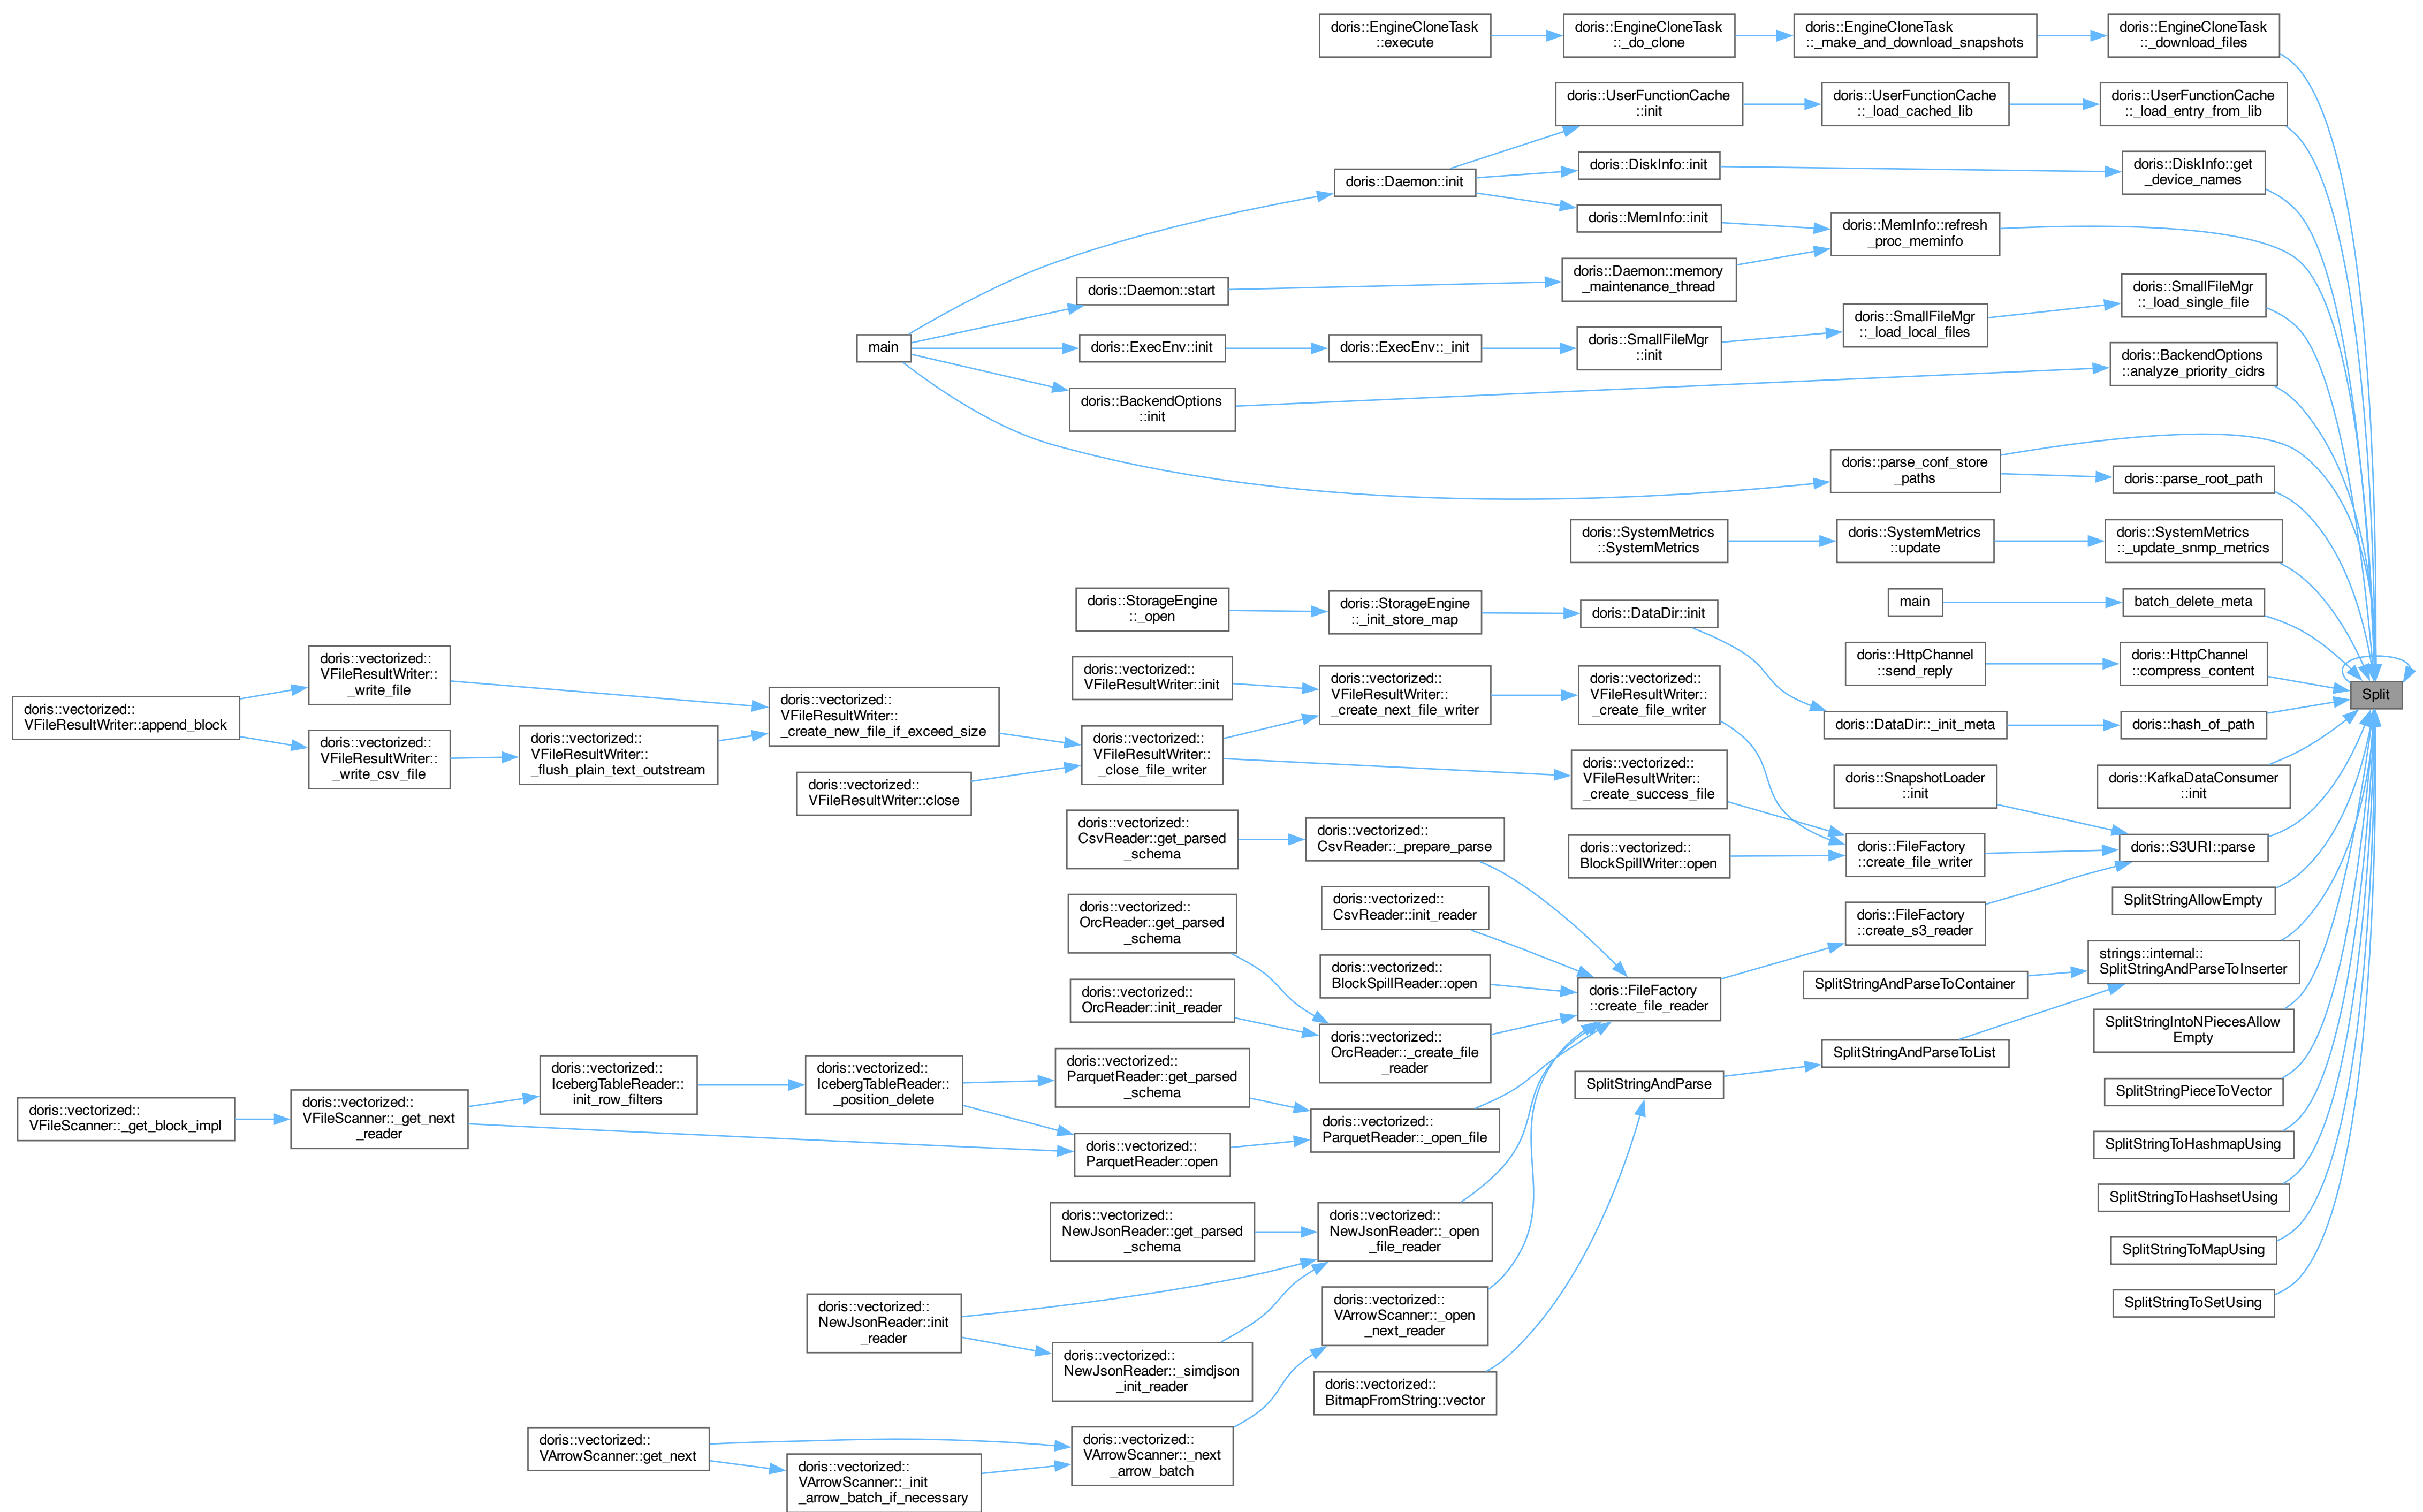 doris::EngineCloneTask
::execute
doris::EngineCloneTask
::_do_clone
doris::EngineCloneTask
::_make_and_download_snapshots
doris::EngineCloneTask
::_download_files
doris::UserFunctionCache
::init
doris::UserFunctionCache
::_load_cached_lib
doris::UserFunctionCache
::_load_entry_from_lib
doris::Daemon::init
doris::DiskInfo::init
doris::DiskInfo::get
_device_names
doris::MemInfo::init
doris::MemInfo::refresh
_proc_meminfo
doris::Daemon::start
doris::Daemon::memory
_maintenance_thread
doris::SmallFileMgr
::_load_single_file
main
doris::ExecEnv::init
doris::ExecEnv::_init
doris::SmallFileMgr
::init
doris::SmallFileMgr
::_load_local_files
doris::BackendOptions
::init
doris::BackendOptions
::analyze_priority_cidrs
doris::parse_conf_store
_paths
doris::parse_root_path
doris::SystemMetrics
::SystemMetrics
doris::SystemMetrics
::update
doris::SystemMetrics
::_update_snmp_metrics
doris::StorageEngine
::_open
doris::StorageEngine
::_init_store_map
doris::DataDir::init
main
batch_delete_meta
doris::HttpChannel
::send_reply
doris::HttpChannel
::compress_content
Split
doris::vectorized::
VFileResultWriter::append_block
doris::vectorized::
VFileResultWriter::
_write_file
doris::vectorized::
VFileResultWriter::
_write_csv_file
doris::vectorized::
VFileResultWriter::
_flush_plain_text_outstream
doris::vectorized::
VFileResultWriter::
_create_new_file_if_exceed_size
doris::vectorized::
VFileResultWriter::close
doris::vectorized::
VFileResultWriter::init
doris::vectorized::
VFileResultWriter::
_close_file_writer
doris::vectorized::
VFileResultWriter::
_create_next_file_writer
doris::vectorized::
VFileResultWriter::
_create_file_writer
doris::vectorized::
VFileResultWriter::
_create_success_file
doris::DataDir::_init_meta
doris::hash_of_path
doris::KafkaDataConsumer
::init
doris::SnapshotLoader
::init
doris::vectorized::
BlockSpillWriter::open
doris::FileFactory
::create_file_writer
doris::S3URI::parse
doris::vectorized::
CsvReader::get_parsed
_schema
doris::vectorized::
CsvReader::_prepare_parse
doris::vectorized::
CsvReader::init_reader
doris::FileFactory
::create_s3_reader
SplitStringAllowEmpty
doris::vectorized::
OrcReader::get_parsed
_schema
doris::vectorized::
BlockSpillReader::open
doris::FileFactory
::create_file_reader
SplitStringAndParseToContainer
strings::internal::
SplitStringAndParseToInserter
doris::vectorized::
OrcReader::init_reader
doris::vectorized::
OrcReader::_create_file
_reader
SplitStringIntoNPiecesAllow
Empty
SplitStringAndParseToList
SplitStringAndParse
SplitStringPieceToVector
doris::vectorized::
VFileScanner::_get_block_impl
doris::vectorized::
VFileScanner::_get_next
_reader
doris::vectorized::
IcebergTableReader::
init_row_filters
doris::vectorized::
IcebergTableReader::
_position_delete
doris::vectorized::
ParquetReader::get_parsed
_schema
doris::vectorized::
ParquetReader::open
doris::vectorized::
ParquetReader::_open_file
SplitStringToHashmapUsing
SplitStringToHashsetUsing
doris::vectorized::
NewJsonReader::get_parsed
_schema
doris::vectorized::
NewJsonReader::_open
_file_reader
SplitStringToMapUsing
SplitStringToSetUsing
doris::vectorized::
NewJsonReader::init
_reader
doris::vectorized::
NewJsonReader::_simdjson
_init_reader
doris::vectorized::
VArrowScanner::_open
_next_reader
doris::vectorized::
BitmapFromString::vector
doris::vectorized::
VArrowScanner::get_next
doris::vectorized::
VArrowScanner::_init
_arrow_batch_if_necessary
doris::vectorized::
VArrowScanner::_next
_arrow_batch